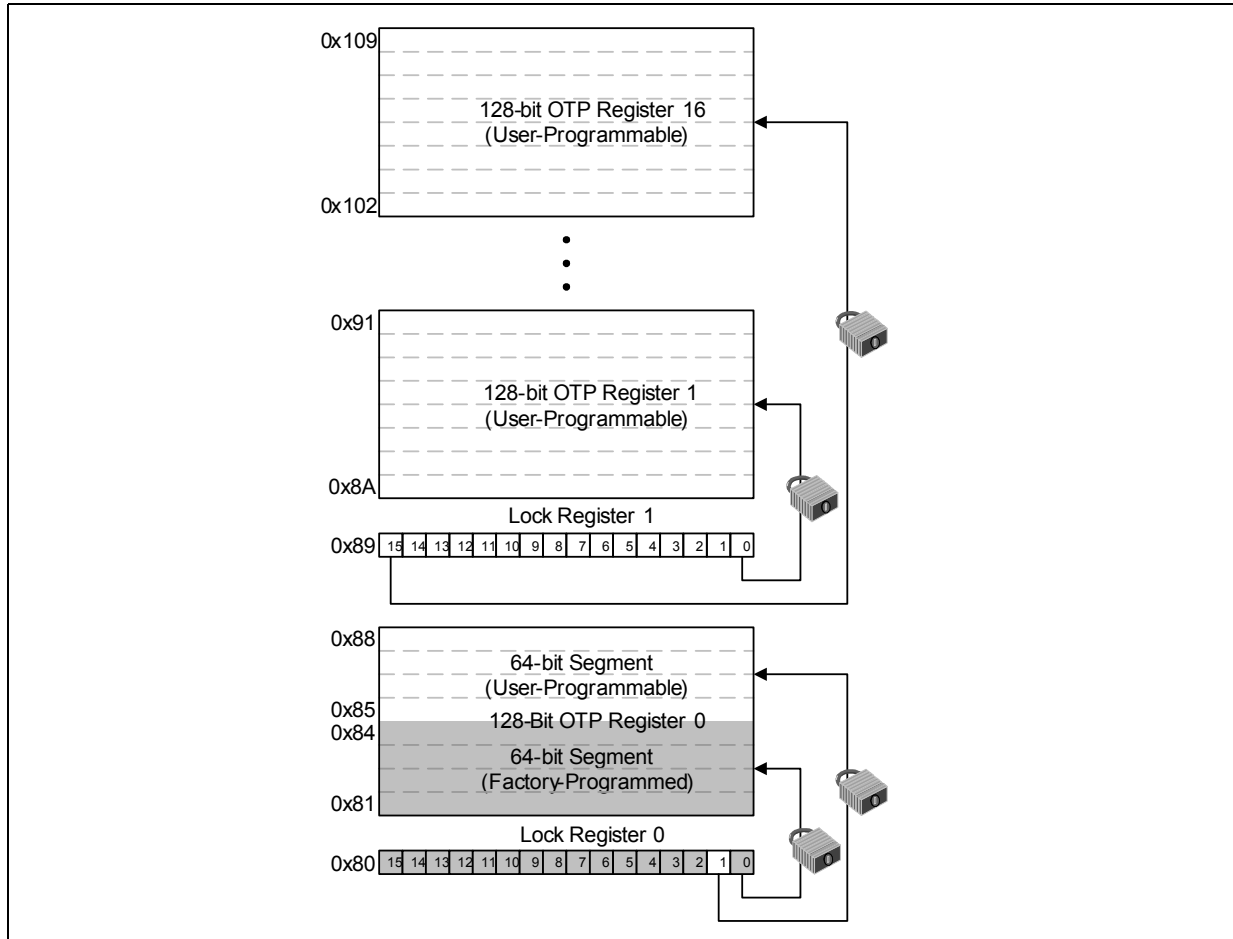 0x109
128-bit OTP Register 16
(User-Programmable)
0x102
0x91
128-bit OTP Register 1
(User-Programmable)
0x8A
Lock Register 1
0x89 15 14 13 12 11 10 9 8 7 6 5 4 3 2 1 0
0x88
64-bit Segment
(User-Programmable)
0x85
128-Bit OTP Register 0
0x84
64-bit Segment
(Factory-Programmed)
0x81
Lock Register 0
0x80 15 14 13 12 11 10 9 8 7 6 5 4 3 2 1 0